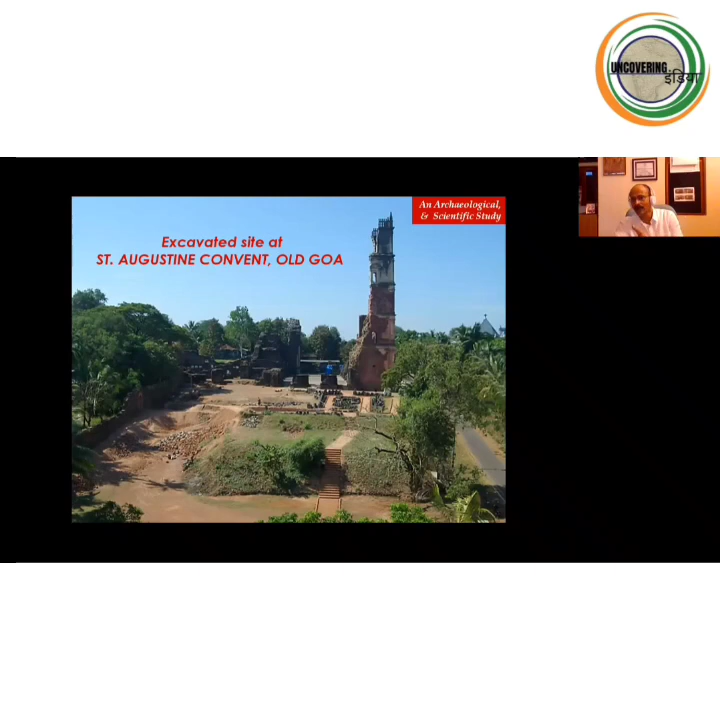 UNCOVERING
इंडिया
An Archaeological,
& Scientific Study
Excavated site at
ST. AUGUSTINE CONVENT, OLD GOA